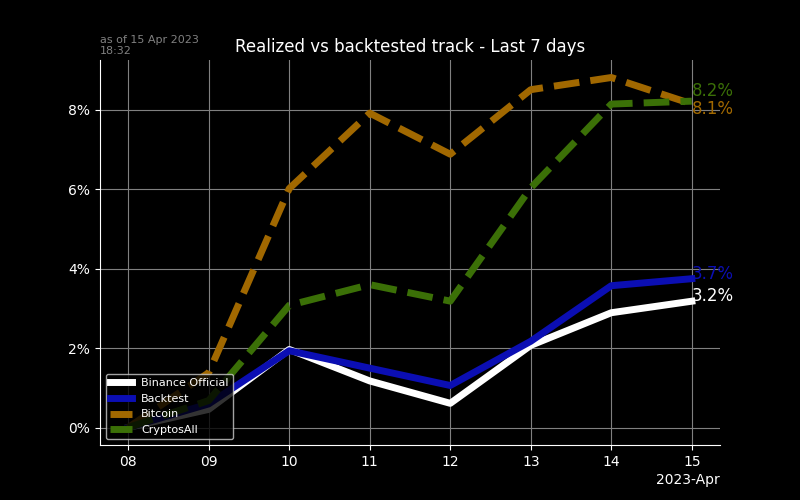 as of 15 Apr 2023
18:32
Realized vs backtested track - Last 7 days
8%
6%
4%
2%
0%
8.2%
8.1%
3.7%
3.2%
Binance Official
Backtest
Bitcoin
CryptosAll
08 09 10 11 12 13 14 15
2023-Apr